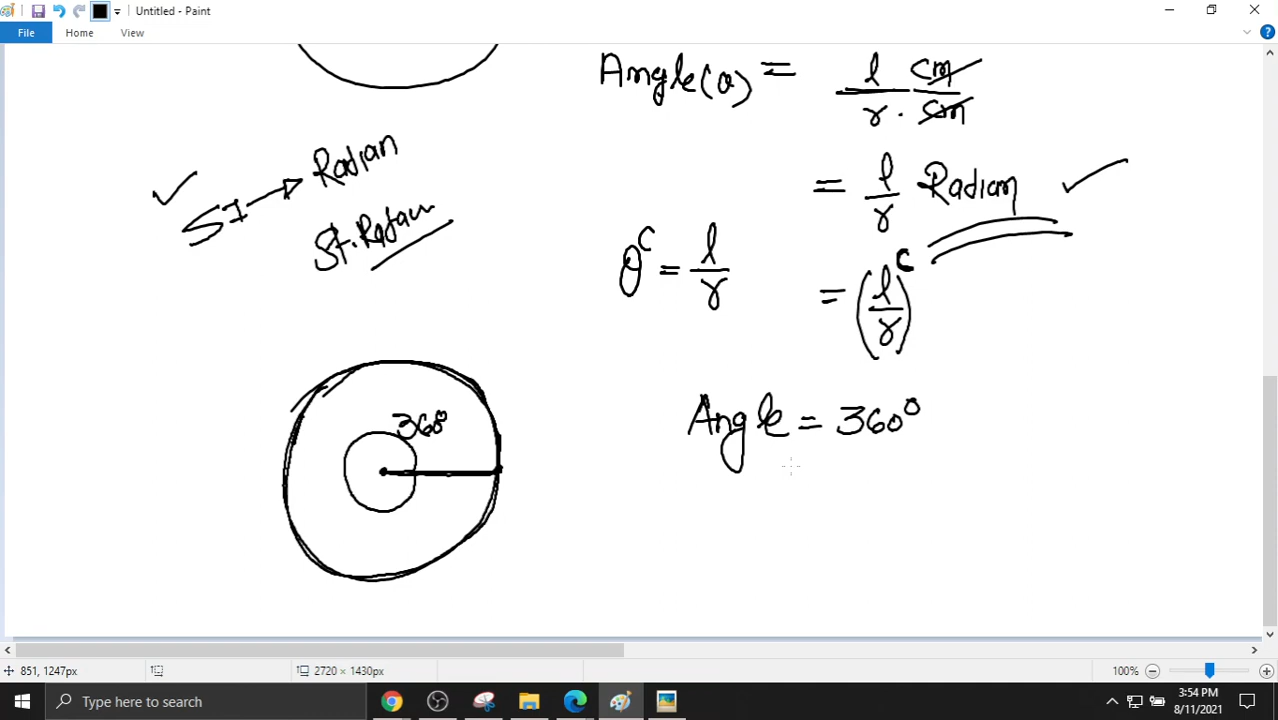 Untitled - Paint
File Home View
Angle(θ) = l cm
r . cm
SI → Radian
St. Radian
= l/r Radian
θᶜ = l/r
= (l/r)ᶜ
360°
Angle = 360°
851, 1247px
2720 × 1430px
100%
Type here to search
3:54 PM
8/11/2021